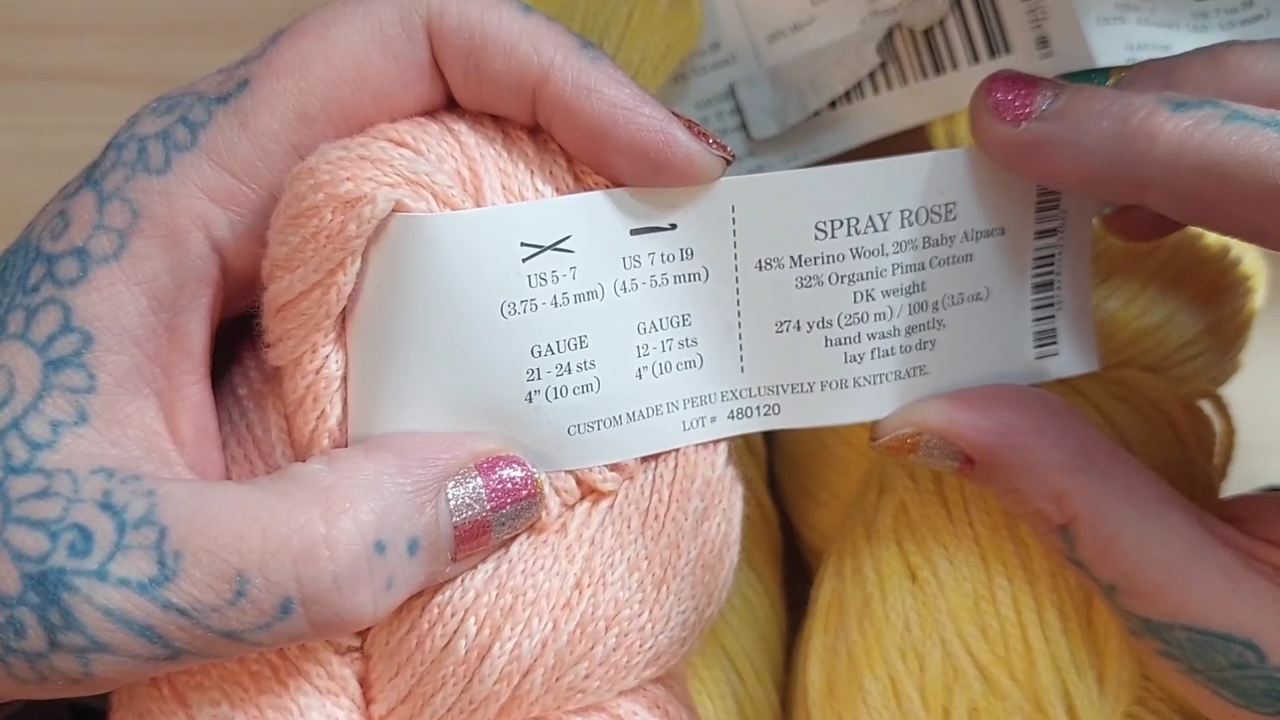 US 5 - 7
(3.75 - 4.5 mm)
GAUGE
21 - 24 sts
4" (10 cm)
US 7 to I9
(4.5 - 5.5 mm)
GAUGE
12 - 17 sts
4" (10 cm)
SPRAY ROSE
48% Merino Wool, 20% Baby Alpaca
32% Organic Pima Cotton
DK weight
274 yds (250 m) / 100 g (3.5 oz.)
hand wash gently,
lay flat to dry
CUSTOM MADE IN PERU EXCLUSIVELY FOR KNITCRATE.
LOT # 480120